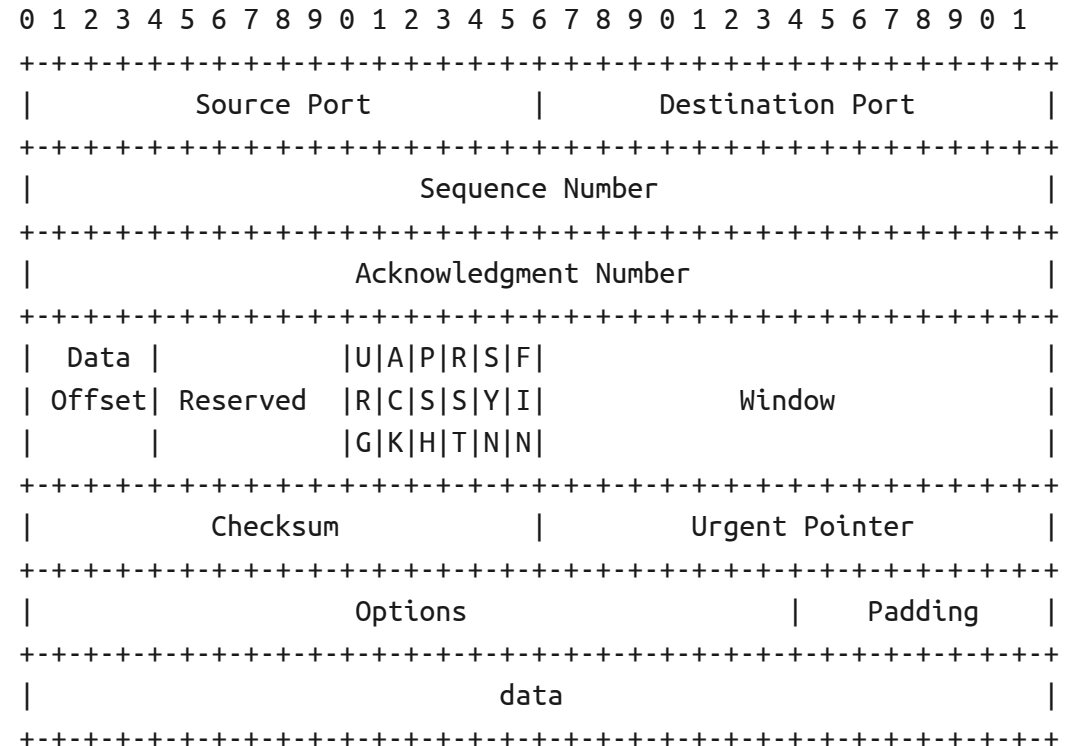 0 1 2 3 4 5 6 7 8 9 0 1 2 3 4 5 6 7 8 9 0 1 2 3 4 5 6 7 8 9 0 1
+-+-+-+-+-+-+-+-+-+-+-+-+-+-+-+-+-+-+-+-+-+-+-+-+-+-+-+-+-+-+-+-+
|          Source Port          |       Destination Port        |
+-+-+-+-+-+-+-+-+-+-+-+-+-+-+-+-+-+-+-+-+-+-+-+-+-+-+-+-+-+-+-+-+
|                        Sequence Number                        |
+-+-+-+-+-+-+-+-+-+-+-+-+-+-+-+-+-+-+-+-+-+-+-+-+-+-+-+-+-+-+-+-+
|                    Acknowledgment Number                      |
+-+-+-+-+-+-+-+-+-+-+-+-+-+-+-+-+-+-+-+-+-+-+-+-+-+-+-+-+-+-+-+-+
|  Data |           |U|A|P|R|S|F|                               |
| Offset| Reserved  |R|C|S|S|Y|I|            Window             |
|       |           |G|K|H|T|N|N|                               |
+-+-+-+-+-+-+-+-+-+-+-+-+-+-+-+-+-+-+-+-+-+-+-+-+-+-+-+-+-+-+-+-+
|           Checksum            |         Urgent Pointer        |
+-+-+-+-+-+-+-+-+-+-+-+-+-+-+-+-+-+-+-+-+-+-+-+-+-+-+-+-+-+-+-+-+
|                    Options                    |    Padding    |
+-+-+-+-+-+-+-+-+-+-+-+-+-+-+-+-+-+-+-+-+-+-+-+-+-+-+-+-+-+-+-+-+
|                             data                              |
+-+-+-+-+-+-+-+-+-+-+-+-+-+-+-+-+-+-+-+-+-+-+-+-+-+-+-+-+-+-+-+-+